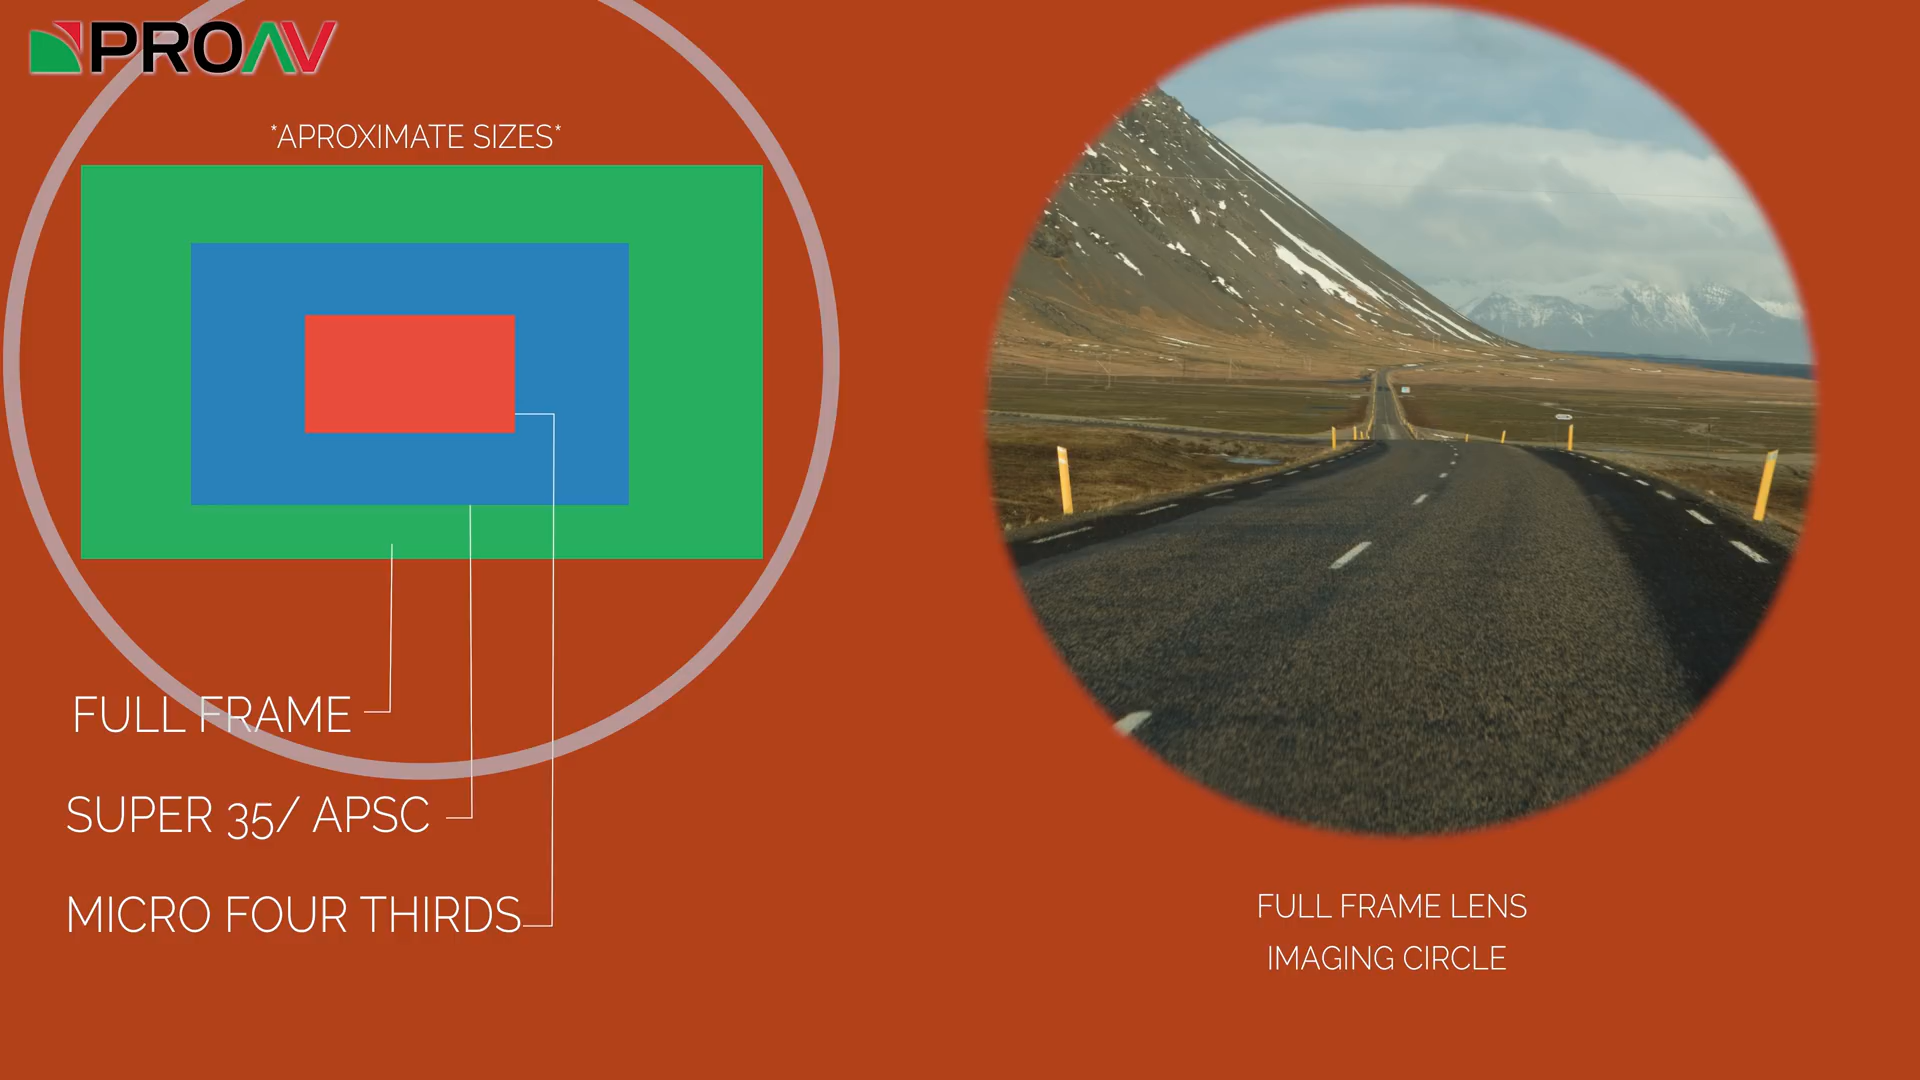 PROAV
*APROXIMATE SIZES*
FULL FRAME
SUPER 35/ APSC
MICRO FOUR THIRDS
FULL FRAME LENS
IMAGING CIRCLE